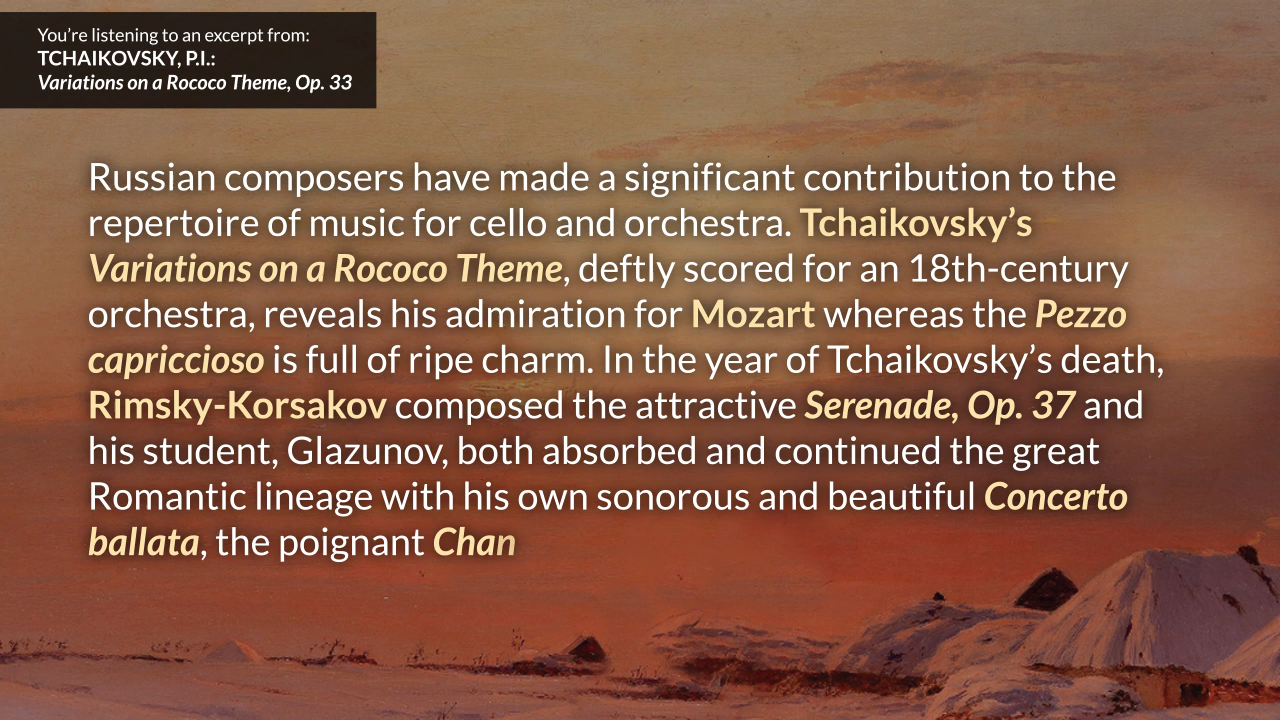 You’re listening to an excerpt from:
TCHAIKOVSKY, P.I.:
Variations on a Rococo Theme, Op. 33
Russian composers have made a significant contribution to the
repertoire of music for cello and orchestra. Tchaikovsky’s
Variations on a Rococo Theme, deftly scored for an 18th-century
orchestra, reveals his admiration for Mozart whereas the Pezzo
capriccioso is full of ripe charm. In the year of Tchaikovsky’s death,
Rimsky-Korsakov composed the attractive Serenade, Op. 37 and
his student, Glazunov, both absorbed and continued the great
Romantic lineage with his own sonorous and beautiful Concerto
ballata, the poignant Chan